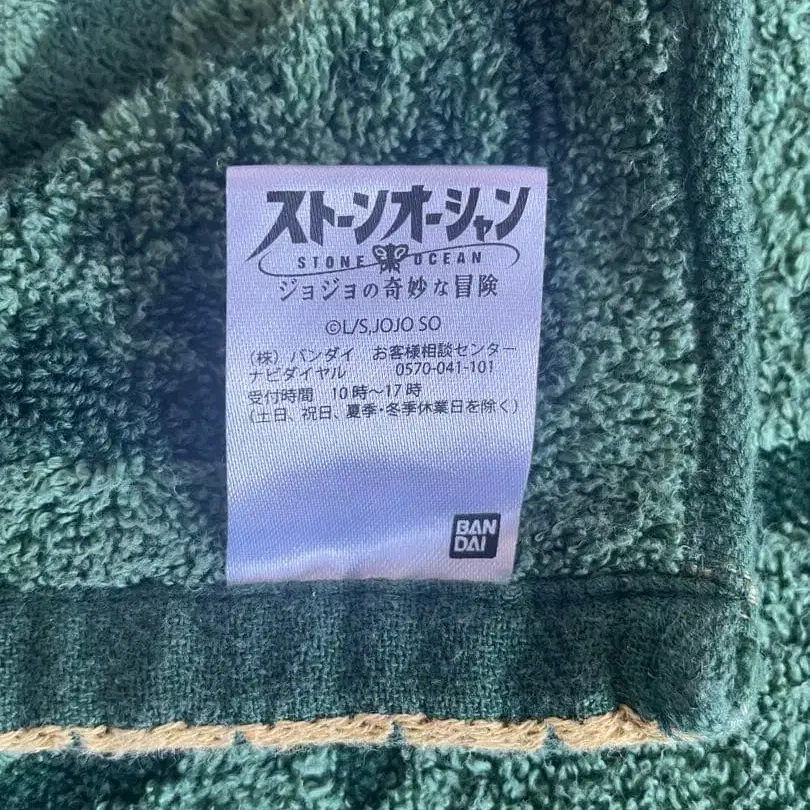 ストーンオーシャン
STONE OCEAN
ジョジョの奇妙な冒険
©L/S,JOJO SO
（株）バンダイ お客様相談センター
ナビダイヤル 0570-041-101
受付時間 10時～17時
（土日、祝日、夏季・冬季休業日を除く）
BAN
DAI